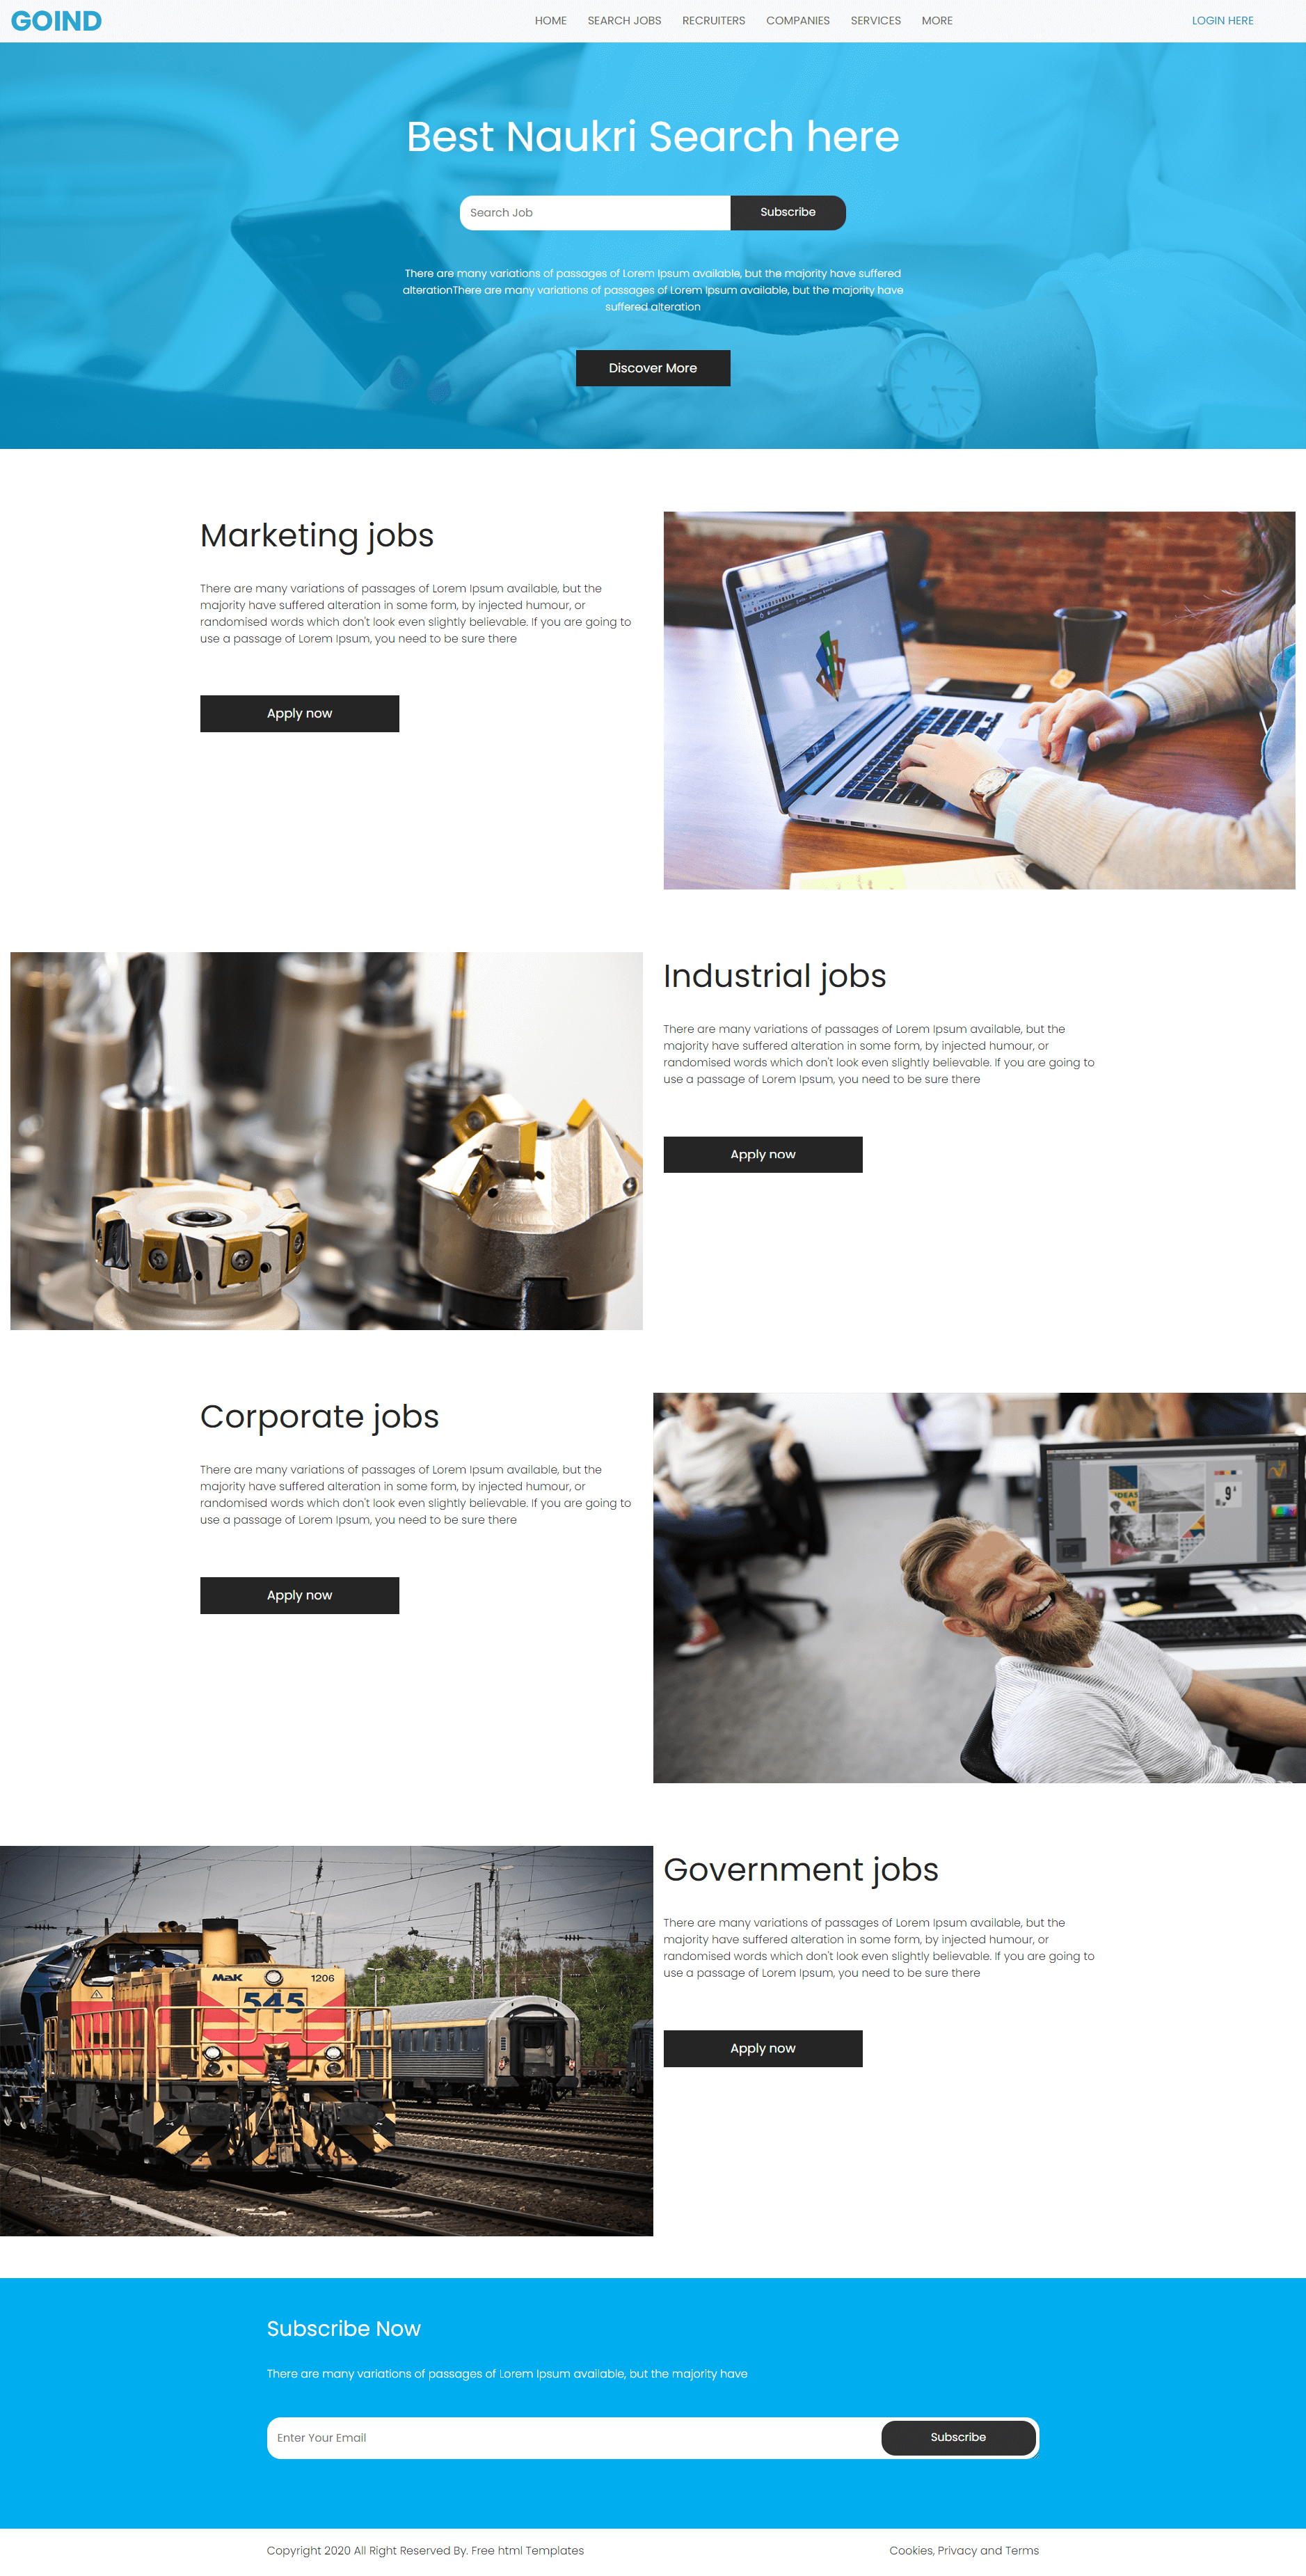 GOIND
HOME SEARCH JOBS RECRUITERS COMPANIES SERVICES MORE LOGIN HERE
Best Naukri Search here
Search Job Subscribe
There are many variations of passages of Lorem Ipsum available, but the majority have suffered
alterationThere are many variations of passages of Lorem Ipsum available, but the majority have
suffered alteration
Discover More
Marketing jobs
There are many variations of passages of Lorem Ipsum available, but the
majority have suffered alteration in some form, by injected humour, or
randomised words which don't look even slightly believable. If you are going to
use a passage of Lorem Ipsum, you need to be sure there
Apply now
Industrial jobs
There are many variations of passages of Lorem Ipsum available, but the
majority have suffered alteration in some form, by injected humour, or
randomised words which don't look even slightly believable. If you are going to
use a passage of Lorem Ipsum, you need to be sure there
Apply now
Corporate jobs
There are many variations of passages of Lorem Ipsum available, but the
majority have suffered alteration in some form, by injected humour, or
randomised words which don't look even slightly believable. If you are going to
use a passage of Lorem Ipsum, you need to be sure there
Apply now
IDEAS
9
Government jobs
There are many variations of passages of Lorem Ipsum available, but the
majority have suffered alteration in some form, by injected humour, or
randomised words which don't look even slightly believable. If you are going to
use a passage of Lorem Ipsum, you need to be sure there
Apply now
MaK 1206
545
Subscribe Now
There are many variations of passages of Lorem Ipsum available, but the majority have
Enter Your Email Subscribe
Copyright 2020 All Right Reserved By. Free html Templates Cookies, Privacy and Terms